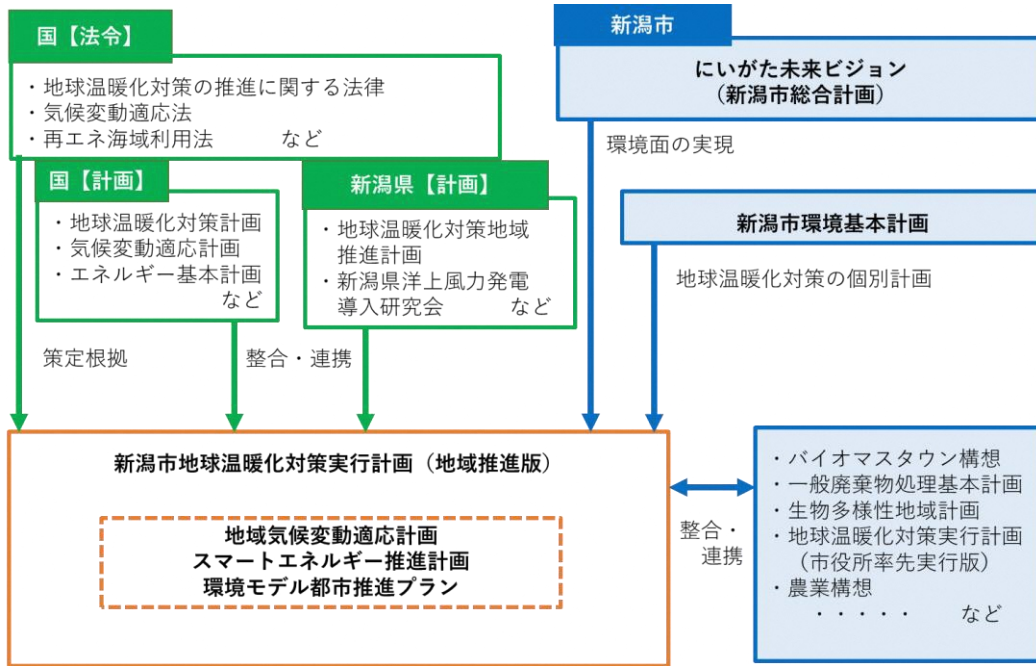 国【法令】
・地球温暖化対策の推進に関する法律
・気候変動適応法
・再エネ海域利用法　　　など
新潟市
にいがた未来ビジョン
（新潟市総合計画）
環境面の実現
国【計画】
・地球温暖化対策計画
・気候変動適応計画
・エネルギー基本計画
など
新潟県【計画】
・地球温暖化対策地域
推進計画
・新潟県洋上風力発電
導入研究会　　　など
新潟市環境基本計画
地球温暖化対策の個別計画
策定根拠
整合・連携
新潟市地球温暖化対策実行計画（地域推進版）
地域気候変動適応計画
スマートエネルギー推進計画
環境モデル都市推進プラン
整合・
連携
・バイオマスタウン構想
・一般廃棄物処理基本計画
・生物多様性地域計画
・地球温暖化対策実行計画
（市役所率先実行版）
・農業構想
・・・・・　　など